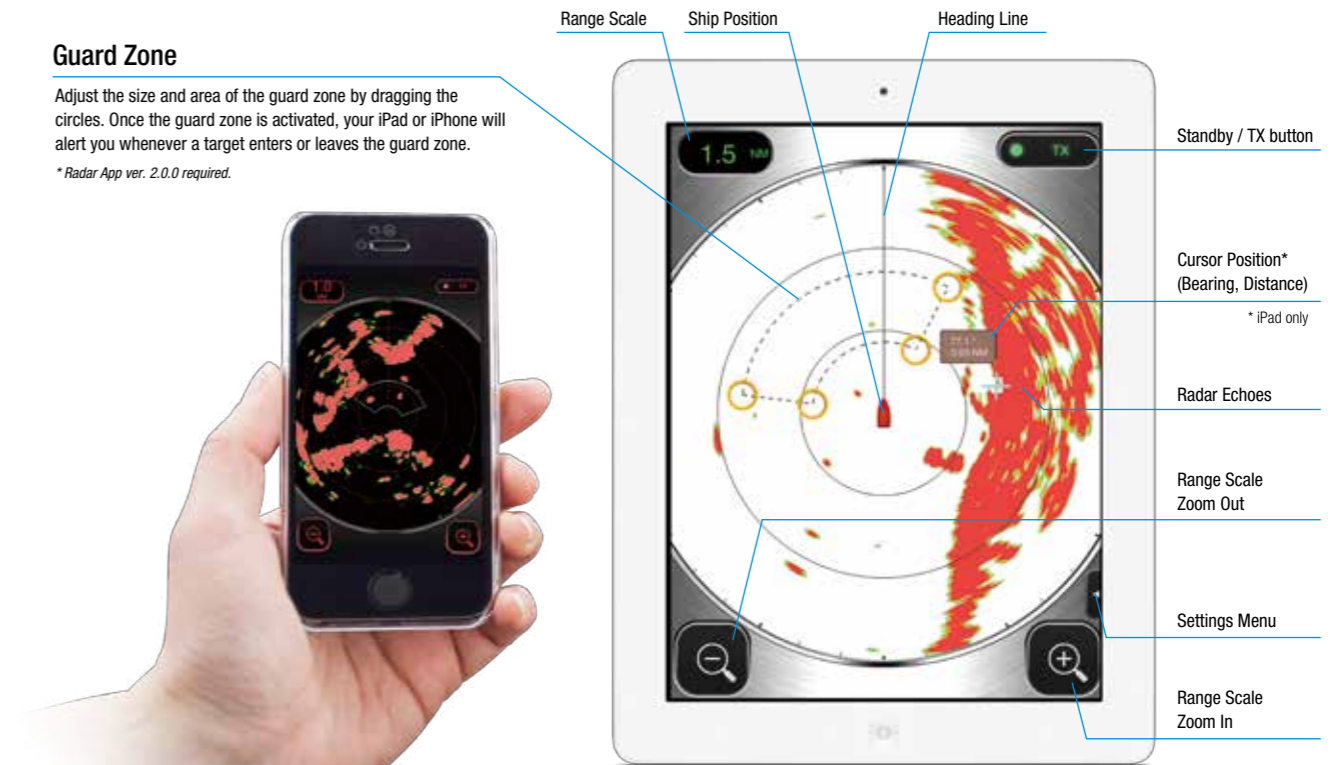 Range Scale
Ship Position
Heading Line
Guard Zone
Adjust the size and area of the guard zone by dragging the
circles. Once the guard zone is activated, your iPad or iPhone will
alert you whenever a target enters or leaves the guard zone.
* Radar App ver. 2.0.0 required.
1.5 NM
TX
Standby / TX button
Cursor Position*
(Bearing, Distance)
* iPad only
1.0
Radar Echoes
Range Scale
Zoom Out
Settings Menu
Range Scale
Zoom In